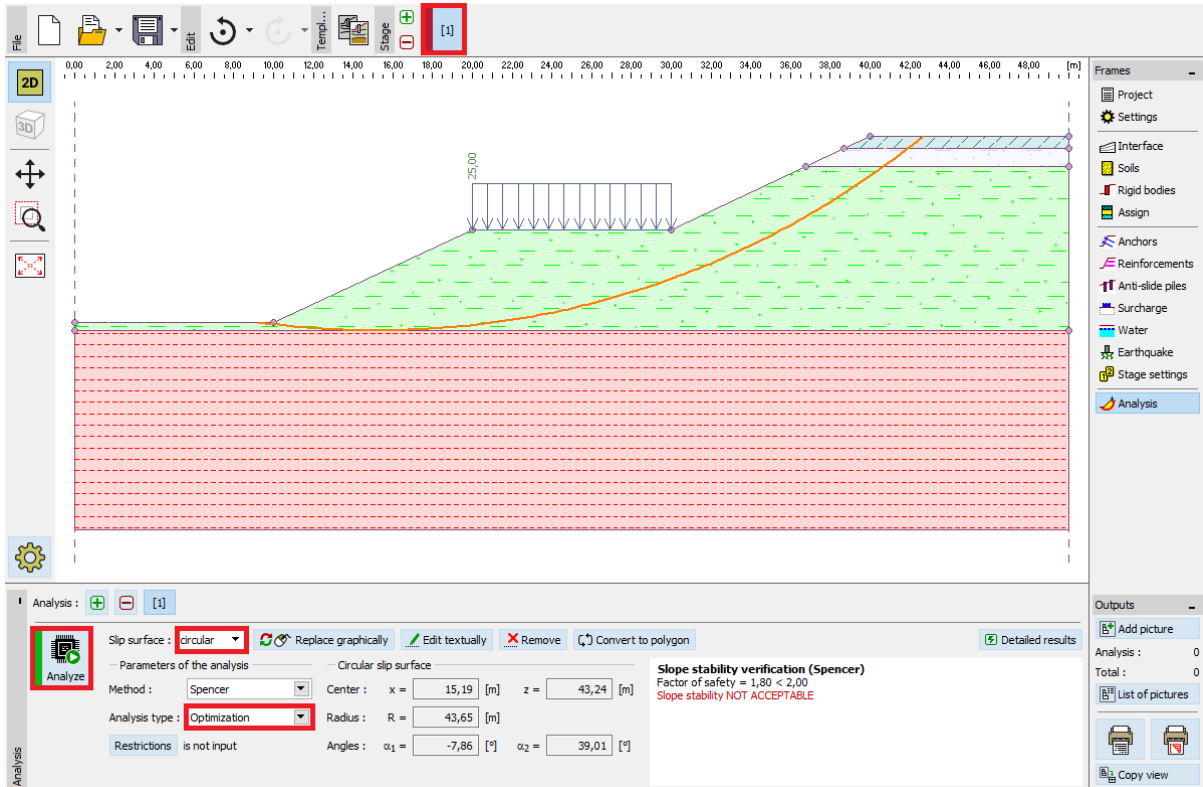 File
Edit
Templ...
Stage
[1]
0,00 2,00 4,00 6,00 8,00 10,00 12,00 14,00 16,00 18,00 20,00 22,00 24,00 26,00 28,00 30,00 32,00 34,00 36,00 38,00 40,00 42,00 44,00 46,00 48,00 [m]
2D
3D
25,00
Frames
Project
Settings
Interface
Soils
Rigid bodies
Assign
Anchors
Reinforcements
Anti-slide piles
Surcharge
Water
Earthquake
Stage settings
Analysis
Analysis : [1]
Analyze
Slip surface : circular Replace graphically Edit textually Remove Convert to polygon Detailed results
Parameters of the analysis Circular slip surface
Method : Spencer Center : x = 15,19 [m] z = 43,24 [m]
Analysis type : Optimization Radius : R = 43,65 [m]
Restrictions is not input Angles : α1 = -7,86 [°] α2 = 39,01 [°]
Slope stability verification (Spencer)
Factor of safety = 1,80 < 2,00
Slope stability NOT ACCEPTABLE
Analysis
Outputs
Add picture
Analysis : 0
Total : 0
List of pictures
Copy view